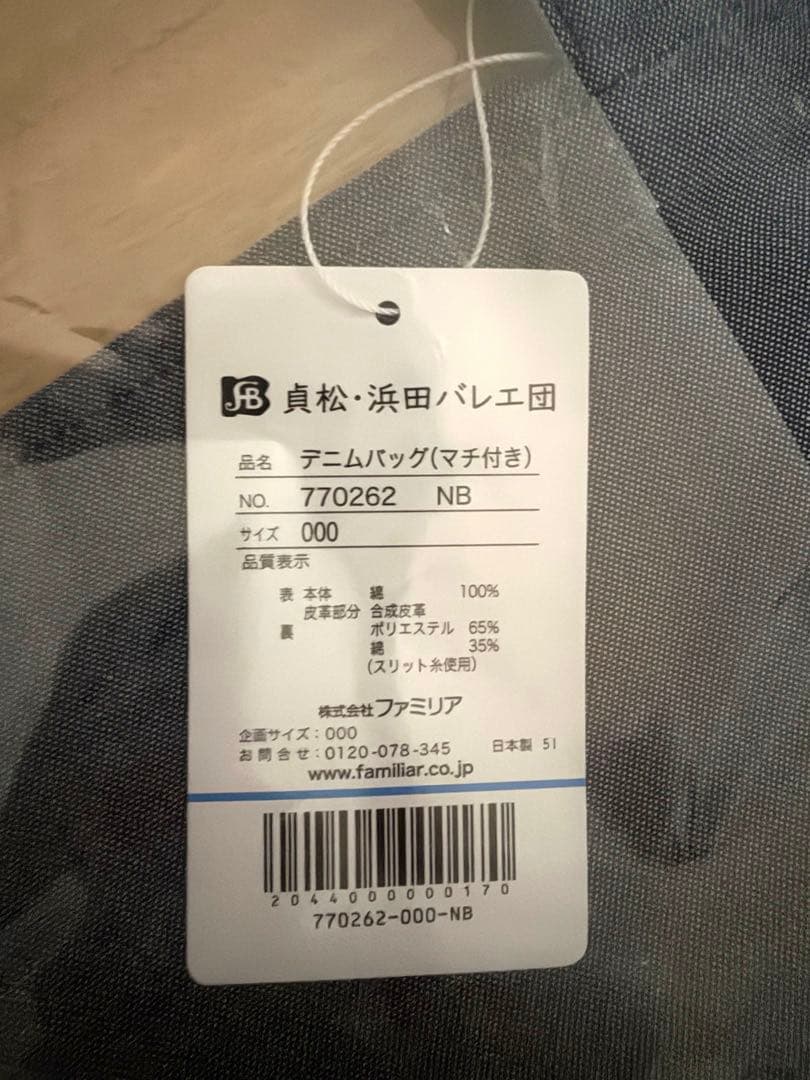 SHB 貞松・浜田バレエ団
品名 デニムバッグ(マチ付き)
NO. 770262 NB
サイズ 000
品質表示
表 本体 綿 100%
皮革部分 合成皮革
裏 ポリエステル 65%
綿 35%
(スリット糸使用)
株式会社ファミリア
企画サイズ:000
お問合せ:0120-078-345 日本製 51
www.familiar.co.jp
2044000000170
770262-000-NB